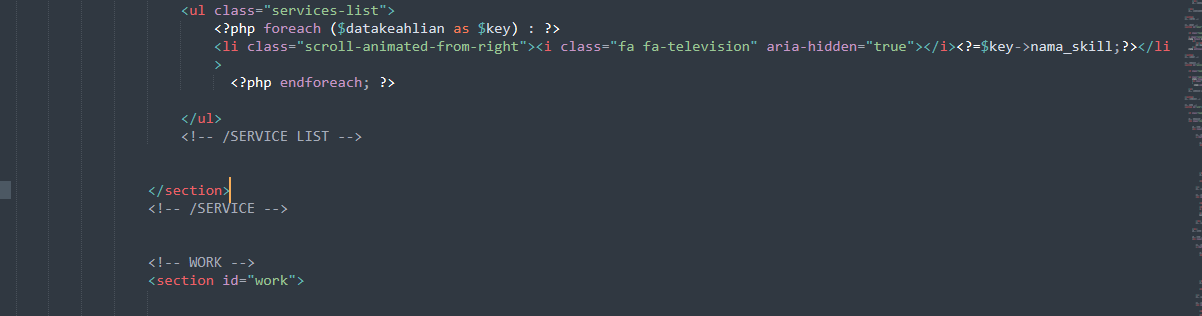 <ul class="services-list">
<?php foreach ($datakeahlian as $key) : ?>
<li class="scroll-animated-from-right"><i class="fa fa-television" aria-hidden="true"></i><?=$key->nama_skill;?></li
>
<?php endforeach; ?>
</ul>
<!-- /SERVICE LIST -->
</section>
<!-- /SERVICE -->
<!-- WORK -->
<section id="work">